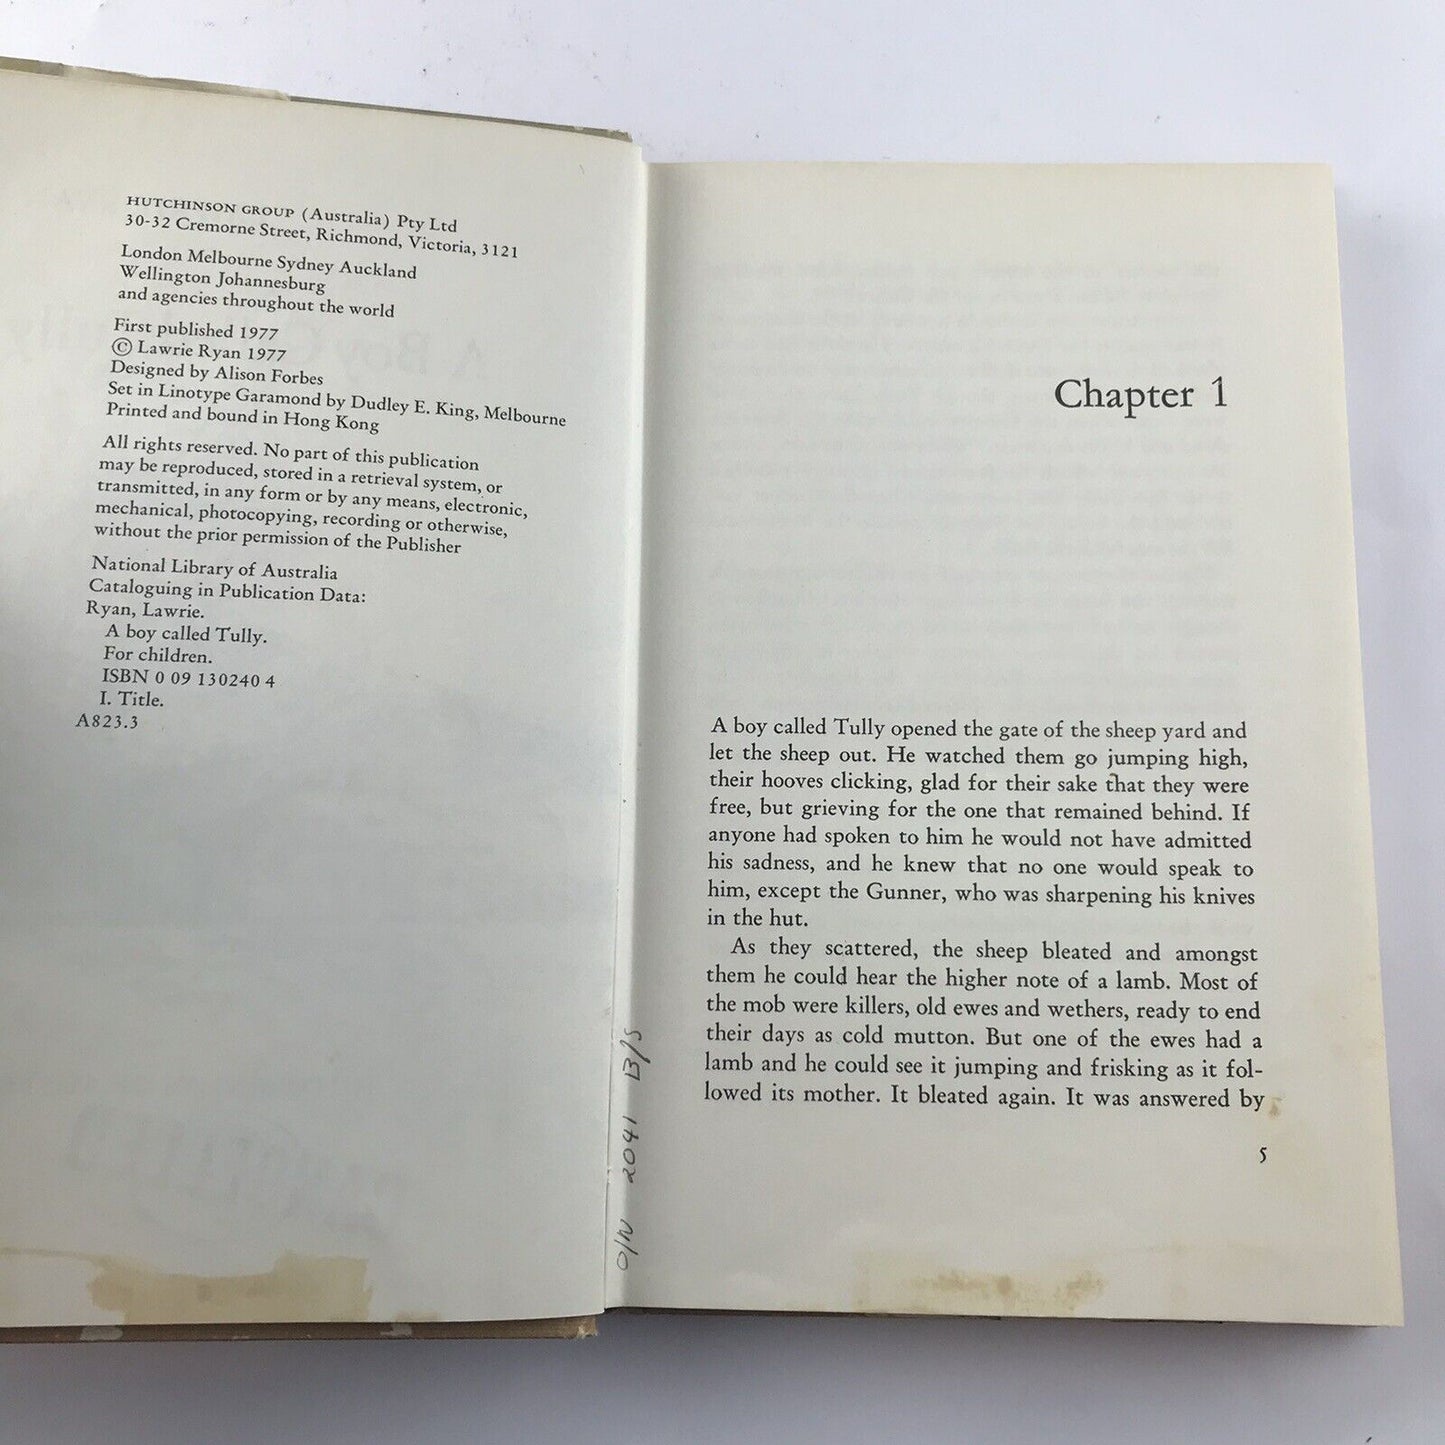 HUTCHINSON GROUP (Australia) Pty Ltd
30-32 Cremorne Street, Richmond, Victoria, 3121
London Melbourne Sydney Auckland
Wellington Johannesburg
and agencies throughout the world
First published 1977
© Lawrie Ryan 1977
Designed by Alison Forbes
Set in Linotype Garamond by Dudley E. King, Melbourne
Printed and bound in Hong Kong
All rights reserved. No part of this publication
may be reproduced, stored in a retrieval system, or
transmitted, in any form or by any means, electronic,
mechanical, photocopying, recording or otherwise,
without the prior permission of the Publisher
National Library of Australia
Cataloguing in Publication Data:
Ryan, Lawrie.
A boy called Tully.
For children.
ISBN 0 09 130240 4
I. Title.
A823.3
O/N 2041 B/S
Chapter 1
A boy called Tully opened the gate of the sheep yard and
let the sheep out. He watched them go jumping high,
their hooves clicking, glad for their sake that they were
free, but grieving for the one that remained behind. If
anyone had spoken to him he would not have admitted
his sadness, and he knew that no one would speak to
him, except the Gunner, who was sharpening his knives
in the hut.
As they scattered, the sheep bleated and amongst
them he could hear the higher note of a lamb. Most of
the mob were killers, old ewes and wethers, ready to end
their days as cold mutton. But one of the ewes had a
lamb and he could see it jumping and frisking as it fol-
lowed its mother. It bleated again. It was answered by
5